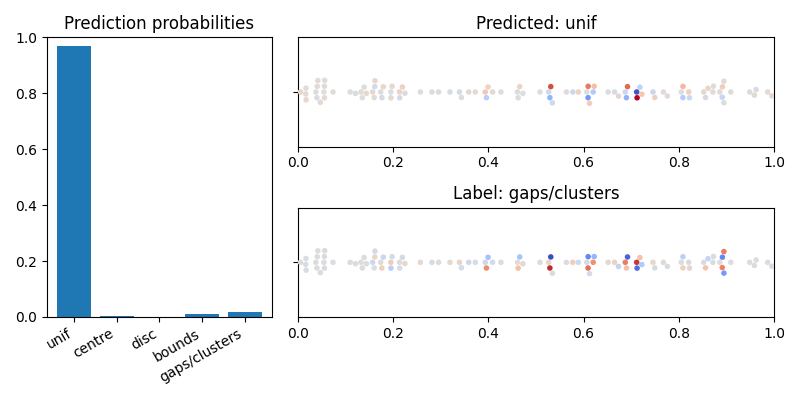 Prediction probabilities
1.0
0.8
0.6
0.4
0.2
0.0
unif
centre
disc
bounds
gaps/clusters
Predicted: unif
0.0 0.2 0.4 0.6 0.8 1.0
Label: gaps/clusters
0.0 0.2 0.4 0.6 0.8 1.0